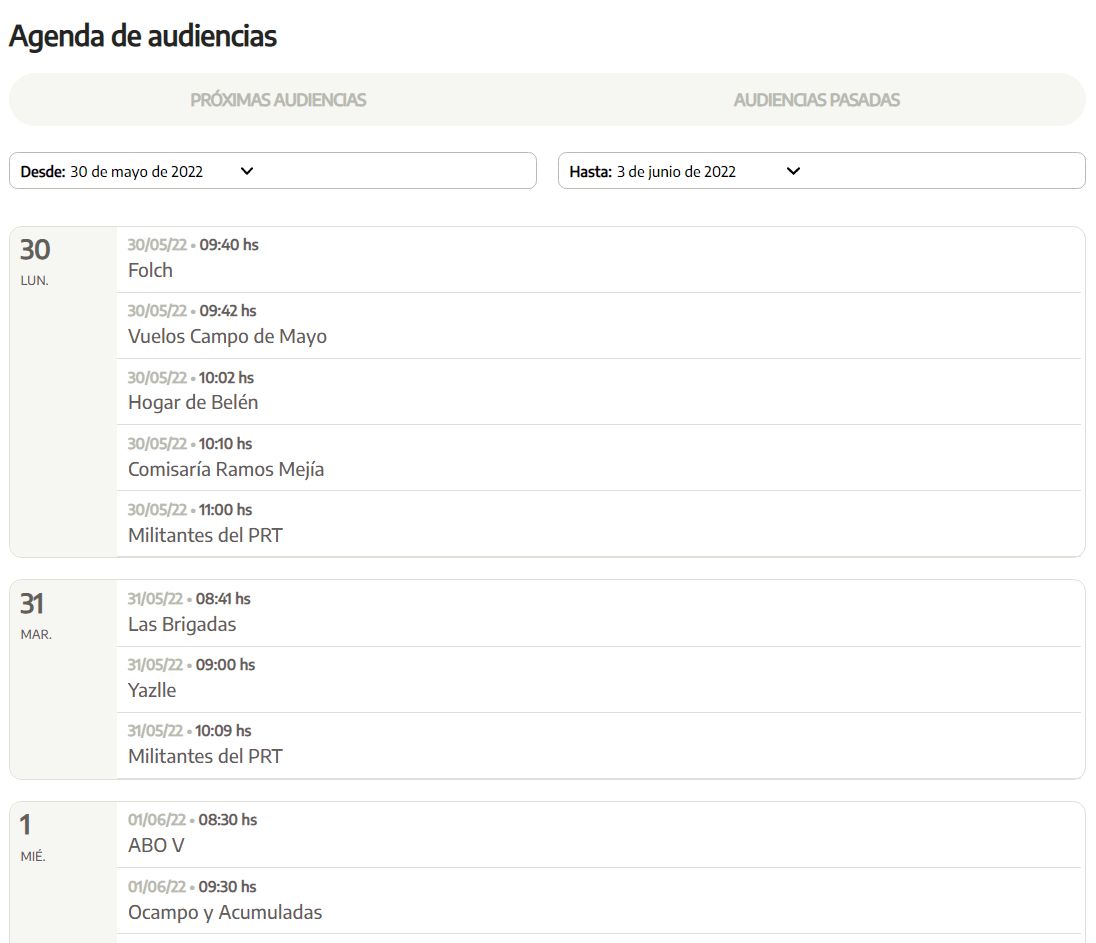 Agenda de audiencias
PRÓXIMAS AUDIENCIAS
AUDIENCIAS PASADAS
Desde: 30 de mayo de 2022
Hasta: 3 de junio de 2022
30
LUN.
30/05/22 • 09:40 hs
Folch
30/05/22 • 09:42 hs
Vuelos Campo de Mayo
30/05/22 • 10:02 hs
Hogar de Belén
30/05/22 • 10:10 hs
Comisaría Ramos Mejía
30/05/22 • 11:00 hs
Militantes del PRT
31
MAR.
31/05/22 • 08:41 hs
Las Brigadas
31/05/22 • 09:00 hs
Yazlle
31/05/22 • 10:09 hs
Militantes del PRT
1
MIÉ.
01/06/22 • 08:30 hs
ABO V
01/06/22 • 09:30 hs
Ocampo y Acumuladas